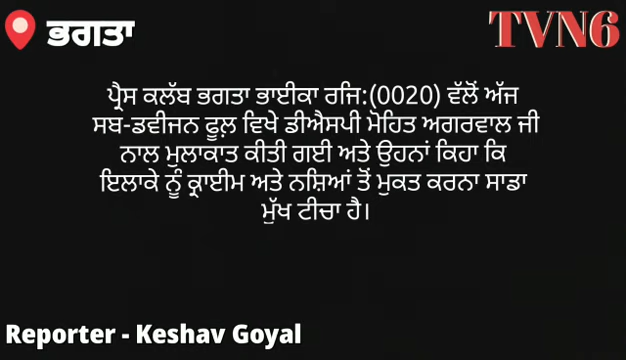 ਭਗਤਾ
TVN6
ਪ੍ਰੈਸ ਕਲੱਬ ਭਗਤਾ ਭਾਈਕਾ ਰਜਿ:(0020) ਵੱਲੋਂ ਅੱਜ
ਸਬ-ਡਵੀਜਨ ਫੂਲ਼ ਵਿਖੇ ਡੀਐਸਪੀ ਮੋਹਿਤ ਅਗਰਵਾਲ ਜੀ
ਨਾਲ ਮੁਲਾਕਾਤ ਕੀਤੀ ਗਈ ਅਤੇ ਉਹਨਾਂ ਕਿਹਾ ਕਿ
ਇਲਾਕੇ ਨੂੰ ਕ੍ਰਾਈਮ ਅਤੇ ਨਸ਼ਿਆਂ ਤੋਂ ਮੁਕਤ ਕਰਨਾ ਸਾਡਾ
ਮੁੱਖ ਟੀਚਾ ਹੈ।
Reporter - Keshav Goyal